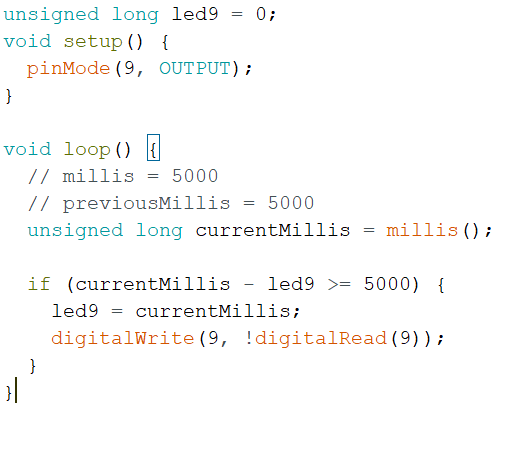 unsigned long led9 = 0;
void setup() {
  pinMode(9, OUTPUT);
}

void loop() {
  // millis = 5000
  // previousMillis = 5000
  unsigned long currentMillis = millis();

  if (currentMillis - led9 >= 5000) {
    led9 = currentMillis;
    digitalWrite(9, !digitalRead(9));
  }
}